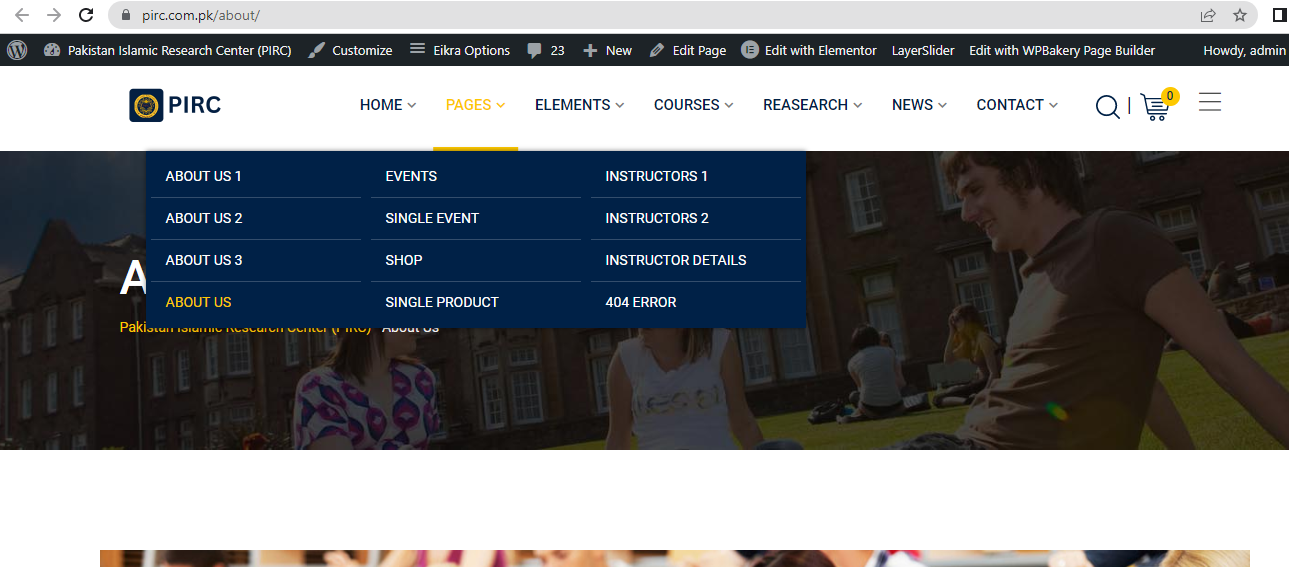 pirc.com.pk/about/
Pakistan Islamic Research Center (PIRC) Customize Eikra Options 23 New Edit Page Edit with Elementor LayerSlider Edit with WPBakery Page Builder Howdy, admin
PIRC HOME PAGES ELEMENTS COURSES REASEARCH NEWS CONTACT | 0
ABOUT US 1 EVENTS INSTRUCTORS 1
ABOUT US 2 SINGLE EVENT INSTRUCTORS 2
ABOUT US 3 SHOP INSTRUCTOR DETAILS
A
ABOUT US SINGLE PRODUCT 404 ERROR
Pakistan Islamic Research Center (PIRC) About Us